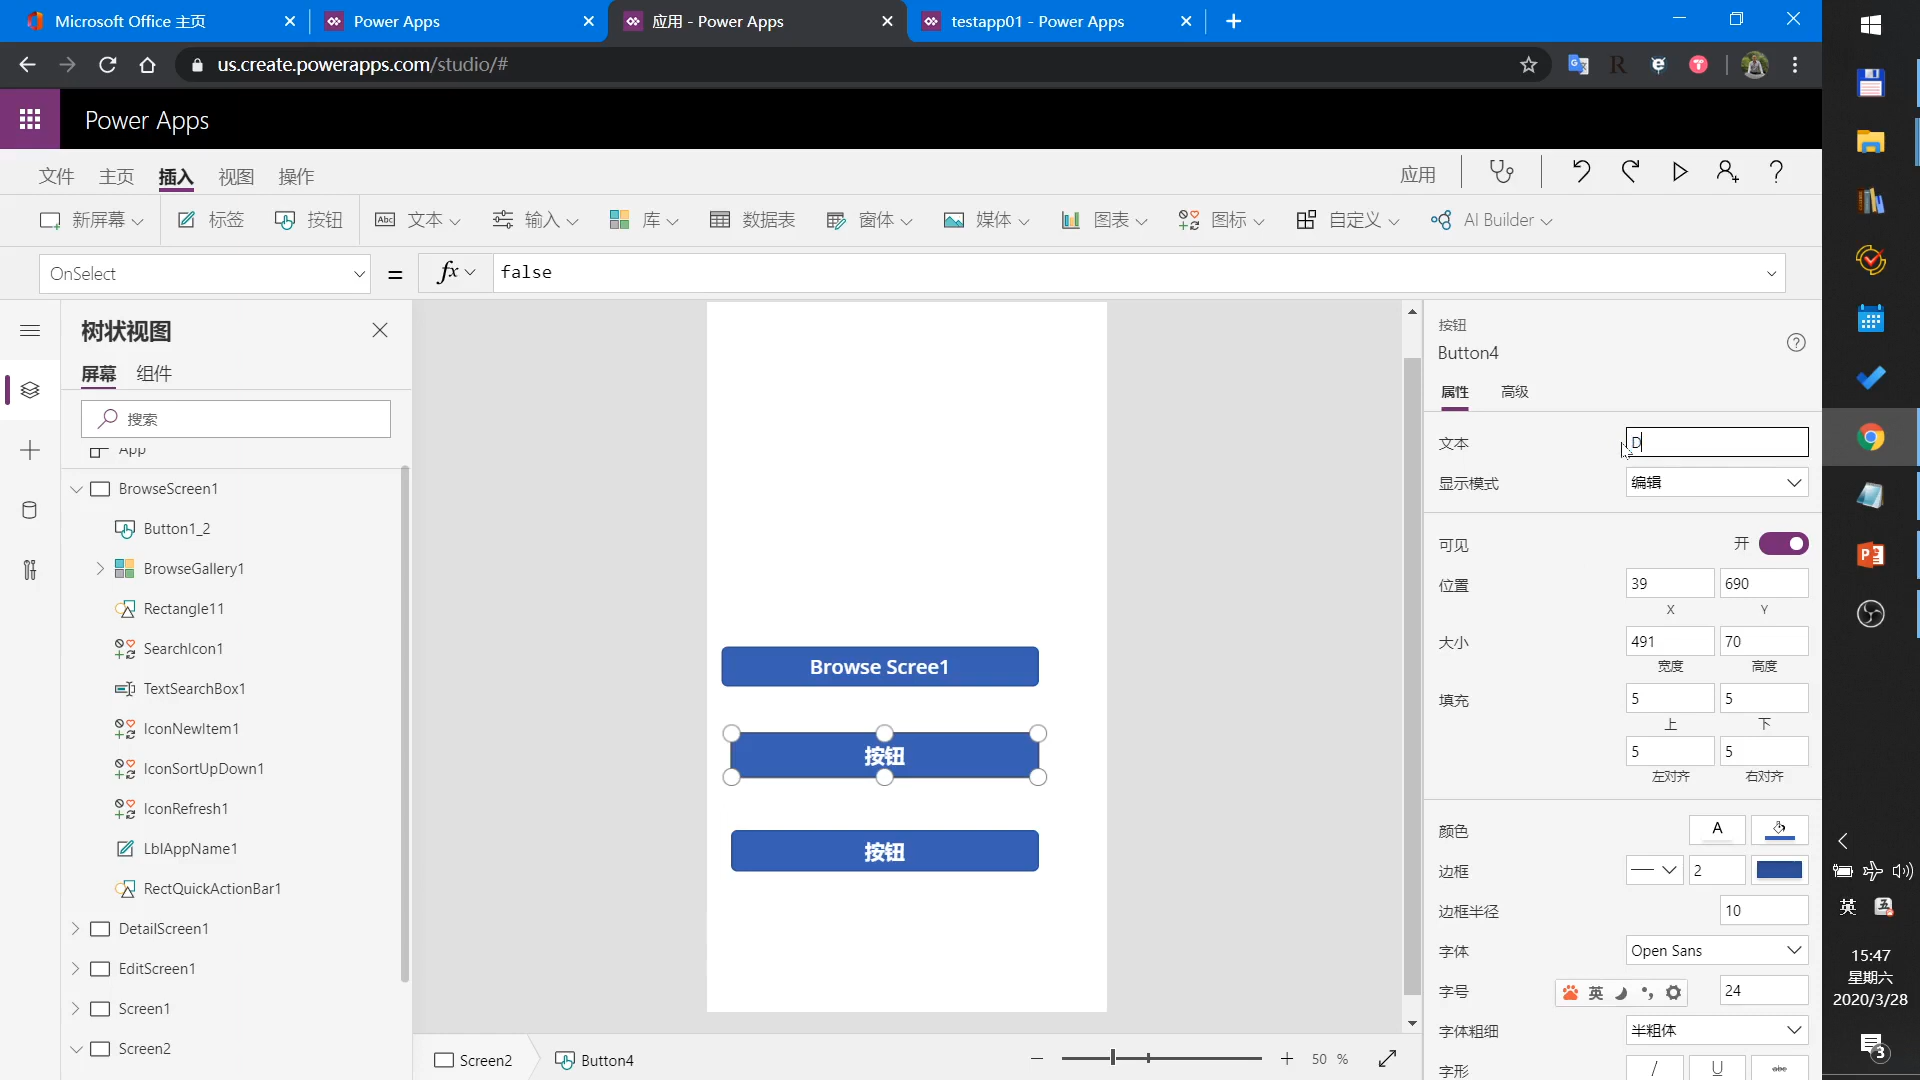 Microsoft Office 主页
Power Apps
应用 - Power Apps
testapp01 - Power Apps
us.create.powerapps.com/studio/#
Power Apps
文件 主页 插入 视图 操作
应用
新屏幕 标签 按钮 Abc 文本 输入 库 数据表 窗体 媒体 图表 图标 自定义 AI Builder
OnSelect = fx false
树状视图
屏幕 组件
搜索
App
BrowseScreen1
Button1_2
BrowseGallery1
Rectangle11
SearchIcon1
TextSearchBox1
IconNewItem1
IconSortUpDown1
IconRefresh1
LblAppName1
RectQuickActionBar1
DetailScreen1
EditScreen1
Screen1
Screen2
Browse Scree1
按钮
按钮
Screen2 Button4
50 %
按钮
Button4
属性 高级
文本 D
显示模式 编辑
可见 开
位置 39 690
X Y
大小 491 70
宽度 高度
填充 5 5
上 下
5 5
左对齐 右对齐
颜色 A
边框 2
边框半径 10
字体 Open Sans
字号 英 24
字体粗细 半粗体
字形 / U abc
英 五
15:47
星期六
2020/3/28
3